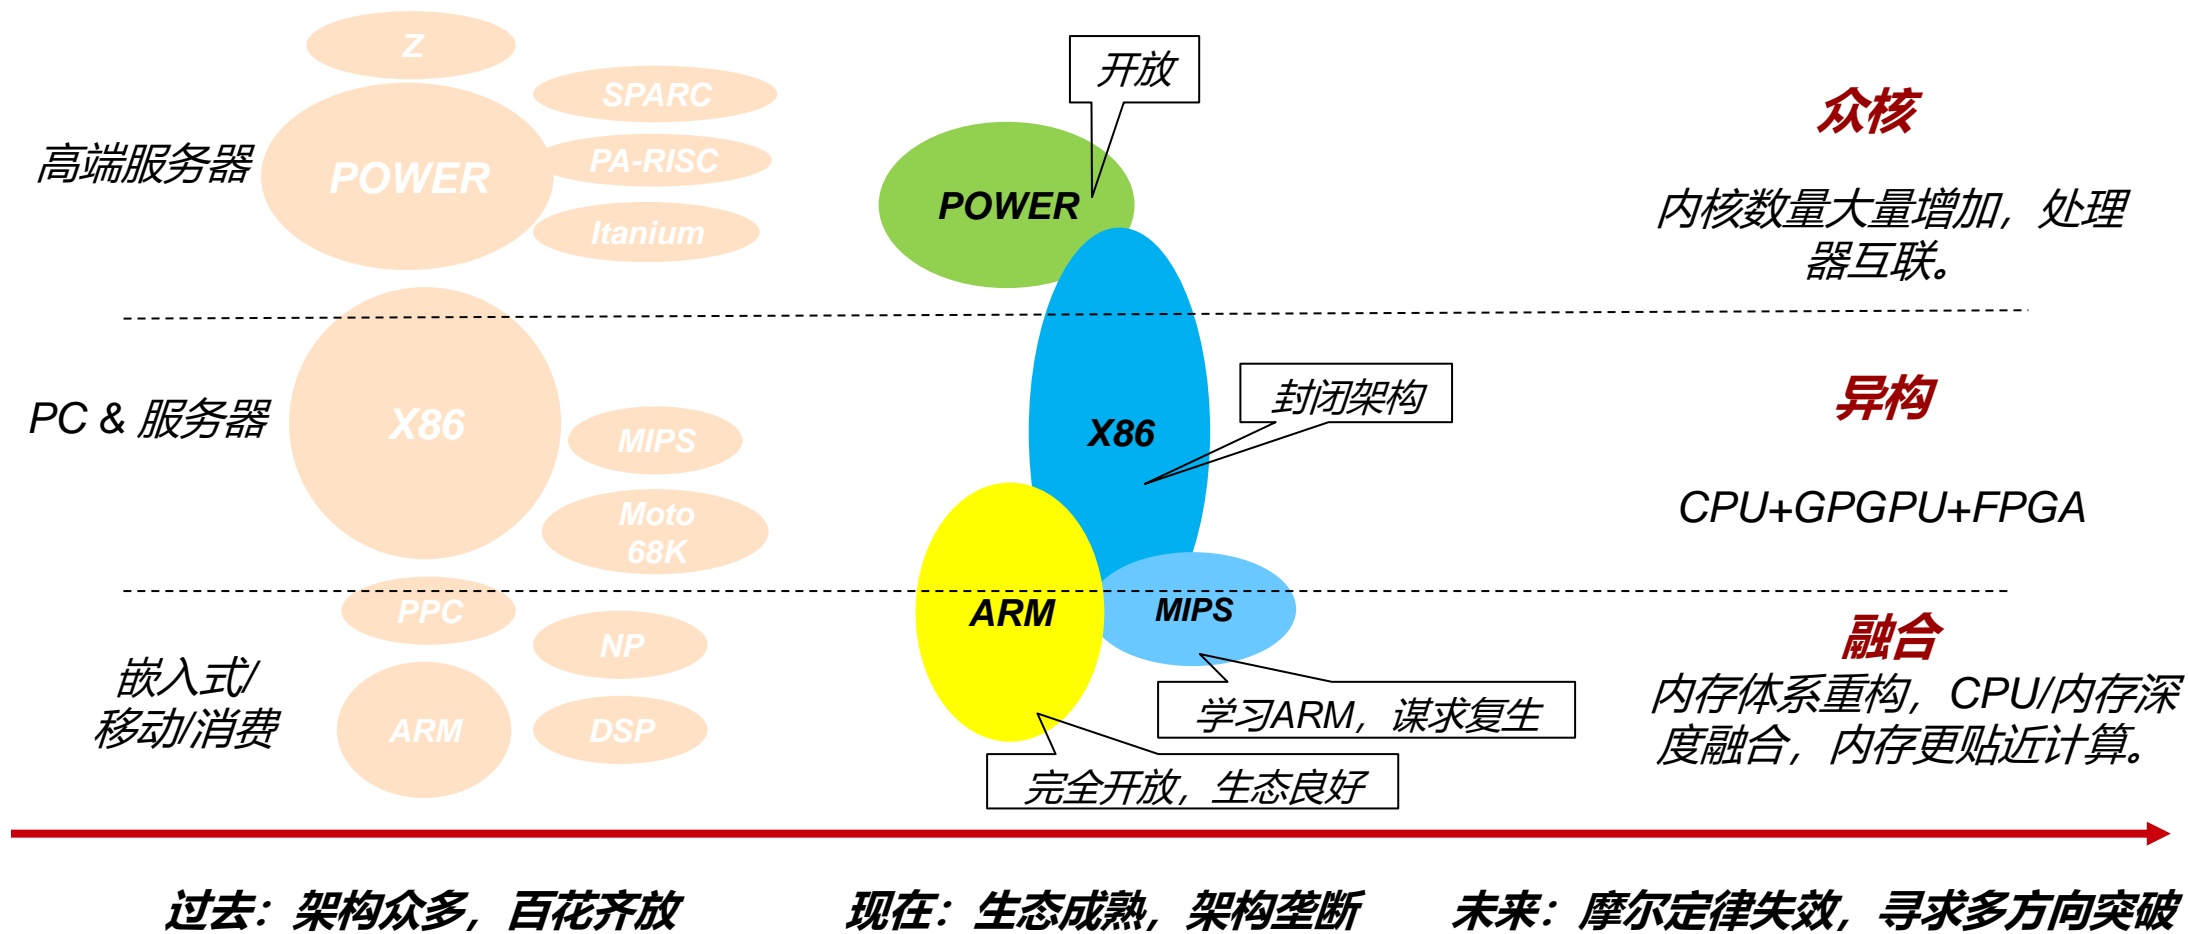 Z
SPARC
POWER
PA-RISC
Itanium
高端服务器
开放
POWER
众核
内核数量大量增加，处理
器互联。
PC & 服务器
X86
MIPS
Moto
68K
X86
封闭架构
异构
CPU+GPGPU+FPGA
嵌入式/
移动/消费
PPC
NP
ARM
DSP
ARM
MIPS
学习ARM，谋求复生
完全开放，生态良好
融合
内存体系重构，CPU/内存深
度融合，内存更贴近计算。
过去：架构众多，百花齐放
现在：生态成熟，架构垄断
未来：摩尔定律失效，寻求多方向突破